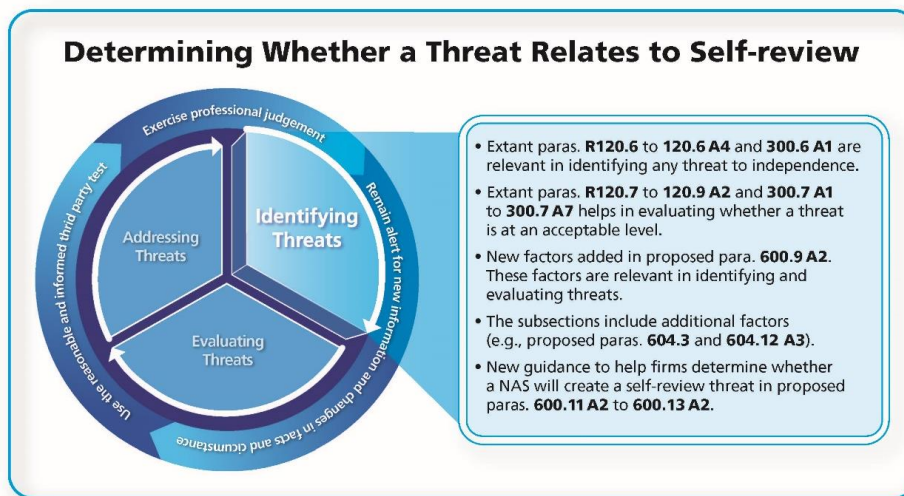 Determining Whether a Threat Relates to Self-review
Exercise professional judgement
Remain alert for new information and changes in facts and cicumstance
Use the reasonable and informed thrid party test
Identifying
Threats
Addressing
Threats
Evaluating
Threats
• Extant paras. R120.6 to 120.6 A4 and 300.6 A1 are
relevant in identifying any threat to independence.
• Extant paras. R120.7 to 120.9 A2 and 300.7 A1
to 300.7 A7 helps in evaluating whether a threat
is at an acceptable level.
• New factors added in proposed para. 600.9 A2.
These factors are relevant in identifying and
evaluating threats.
• The subsections include additional factors
(e.g., proposed paras. 604.3 and 604.12 A3).
• New guidance to help firms determine whether
a NAS will create a self-review threat in proposed
paras. 600.11 A2 to 600.13 A2.